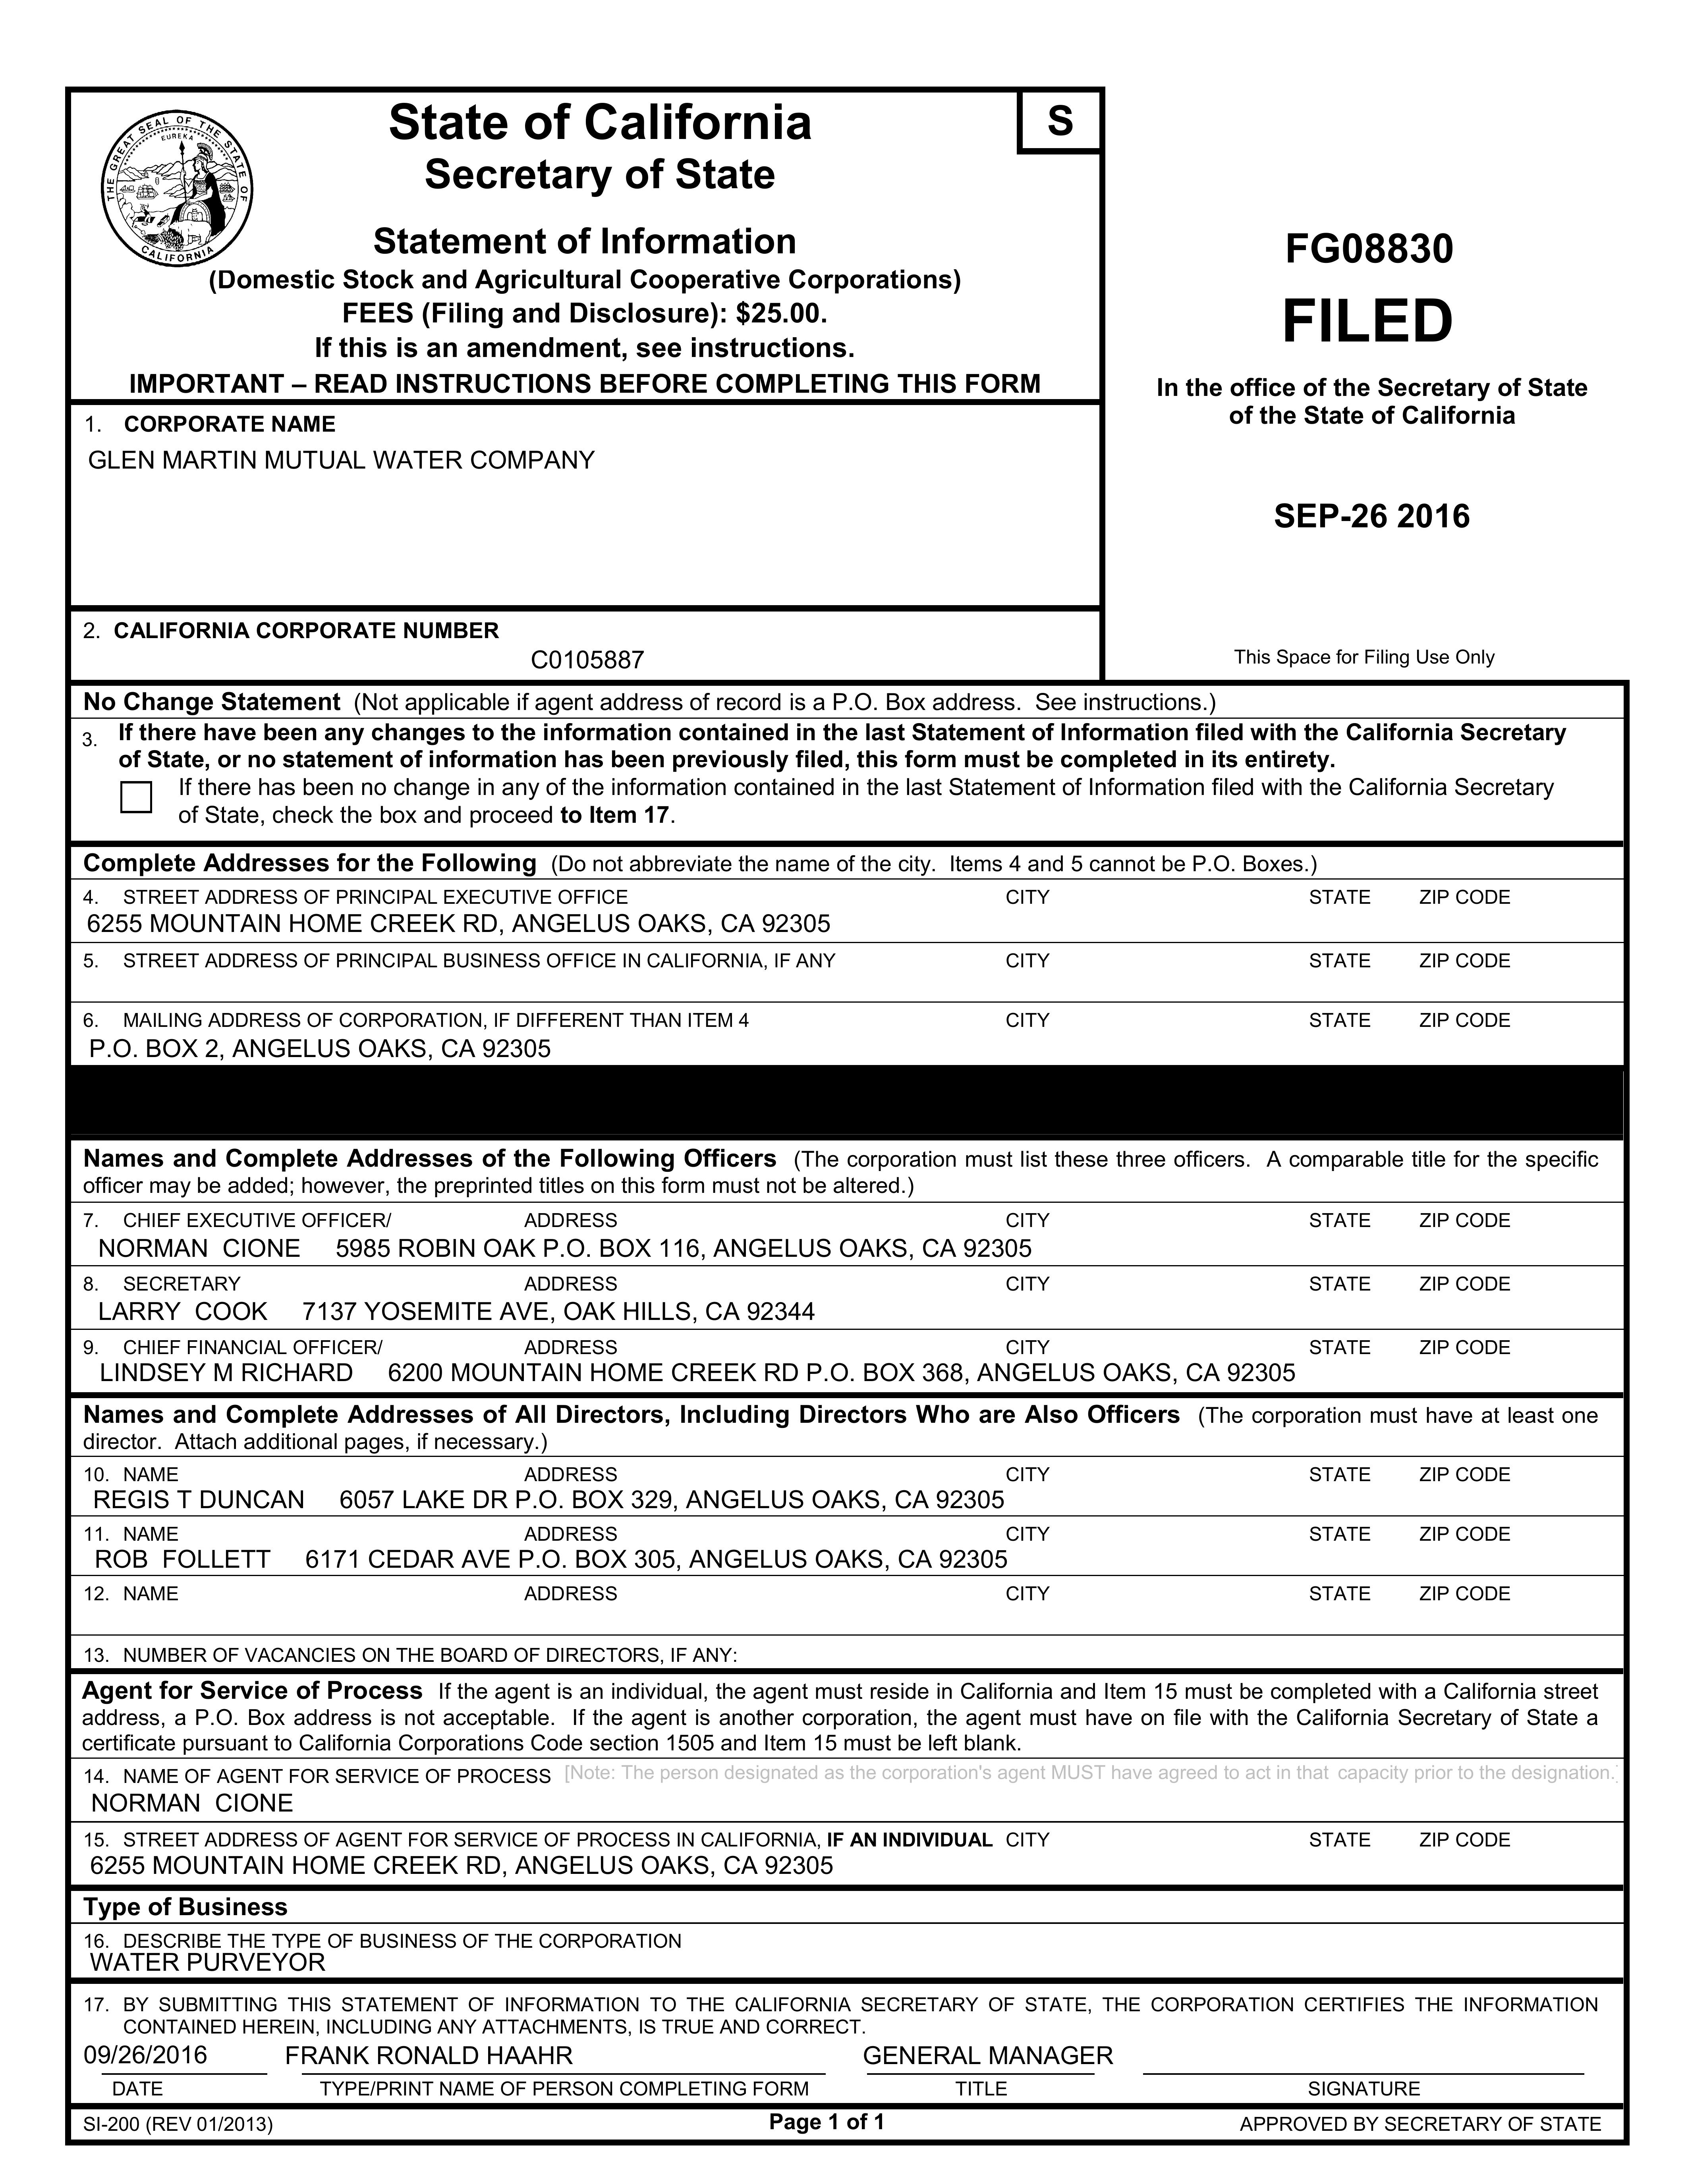 THE GREAT SEAL OF THE STATE OF CALIFORNIA
EUREKA
State of California
Secretary of State
S
Statement of Information
(Domestic Stock and Agricultural Cooperative Corporations)
FEES (Filing and Disclosure): $25.00.
If this is an amendment, see instructions.
IMPORTANT – READ INSTRUCTIONS BEFORE COMPLETING THIS FORM
FG08830
FILED
In the office of the Secretary of State
of the State of California
SEP-26 2016
1. CORPORATE NAME
GLEN MARTIN MUTUAL WATER COMPANY
2. CALIFORNIA CORPORATE NUMBER
C0105887
This Space for Filing Use Only
No Change Statement (Not applicable if agent address of record is a P.O. Box address. See instructions.)
3. If there have been any changes to the information contained in the last Statement of Information filed with the California Secretary
of State, or no statement of information has been previously filed, this form must be completed in its entirety.
If there has been no change in any of the information contained in the last Statement of Information filed with the California Secretary
of State, check the box and proceed to Item 17.
Complete Addresses for the Following (Do not abbreviate the name of the city. Items 4 and 5 cannot be P.O. Boxes.)
4. STREET ADDRESS OF PRINCIPAL EXECUTIVE OFFICE CITY STATE ZIP CODE
6255 MOUNTAIN HOME CREEK RD, ANGELUS OAKS, CA 92305
5. STREET ADDRESS OF PRINCIPAL BUSINESS OFFICE IN CALIFORNIA, IF ANY CITY STATE ZIP CODE
6. MAILING ADDRESS OF CORPORATION, IF DIFFERENT THAN ITEM 4 CITY STATE ZIP CODE
P.O. BOX 2, ANGELUS OAKS, CA 92305
Names and Complete Addresses of the Following Officers (The corporation must list these three officers. A comparable title for the specific
officer may be added; however, the preprinted titles on this form must not be altered.)
7. CHIEF EXECUTIVE OFFICER/ ADDRESS CITY STATE ZIP CODE
NORMAN CIONE 5985 ROBIN OAK P.O. BOX 116, ANGELUS OAKS, CA 92305
8. SECRETARY ADDRESS CITY STATE ZIP CODE
LARRY COOK 7137 YOSEMITE AVE, OAK HILLS, CA 92344
9. CHIEF FINANCIAL OFFICER/ ADDRESS CITY STATE ZIP CODE
LINDSEY M RICHARD 6200 MOUNTAIN HOME CREEK RD P.O. BOX 368, ANGELUS OAKS, CA 92305
Names and Complete Addresses of All Directors, Including Directors Who are Also Officers (The corporation must have at least one
director. Attach additional pages, if necessary.)
10. NAME ADDRESS CITY STATE ZIP CODE
REGIS T DUNCAN 6057 LAKE DR P.O. BOX 329, ANGELUS OAKS, CA 92305
11. NAME ADDRESS CITY STATE ZIP CODE
ROB FOLLETT 6171 CEDAR AVE P.O. BOX 305, ANGELUS OAKS, CA 92305
12. NAME ADDRESS CITY STATE ZIP CODE
13. NUMBER OF VACANCIES ON THE BOARD OF DIRECTORS, IF ANY:
Agent for Service of Process If the agent is an individual, the agent must reside in California and Item 15 must be completed with a California street
address, a P.O. Box address is not acceptable. If the agent is another corporation, the agent must have on file with the California Secretary of State a
certificate pursuant to California Corporations Code section 1505 and Item 15 must be left blank.
14. NAME OF AGENT FOR SERVICE OF PROCESS [Note: The person designated as the corporation's agent MUST have agreed to act in that capacity prior to the designation.]
NORMAN CIONE
15. STREET ADDRESS OF AGENT FOR SERVICE OF PROCESS IN CALIFORNIA, IF AN INDIVIDUAL CITY STATE ZIP CODE
6255 MOUNTAIN HOME CREEK RD, ANGELUS OAKS, CA 92305
Type of Business
16. DESCRIBE THE TYPE OF BUSINESS OF THE CORPORATION
WATER PURVEYOR
17. BY SUBMITTING THIS STATEMENT OF INFORMATION TO THE CALIFORNIA SECRETARY OF STATE, THE CORPORATION CERTIFIES THE INFORMATION
CONTAINED HEREIN, INCLUDING ANY ATTACHMENTS, IS TRUE AND CORRECT.
09/26/2016 FRANK RONALD HAAHR GENERAL MANAGER
DATE TYPE/PRINT NAME OF PERSON COMPLETING FORM TITLE SIGNATURE
SI-200 (REV 01/2013) Page 1 of 1 APPROVED BY SECRETARY OF STATE